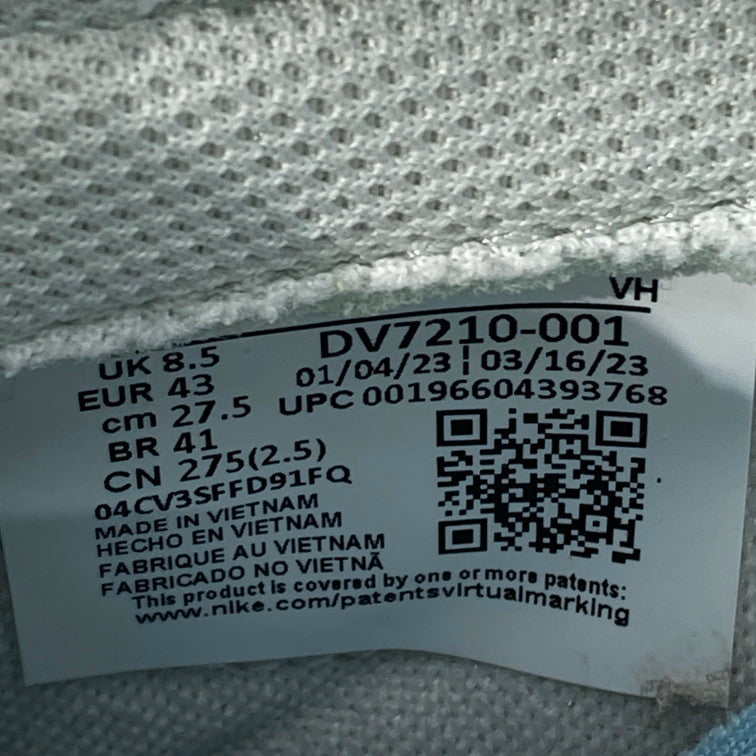 VH
UK 8.5
DV7210-001
EUR 43
01/04/23 | 03/16/23
cm 27.5
UPC 00196604393768
BR 41
CN 275(2.5)
04CV3SFFD91FQ
MADE IN VIETNAM
HECHO EN VIETNAM
FABRIQUE AU VIETNAM
FABRICADO NO VIETNÃ
This product is covered by one or more patents:
www.nike.com/patentsvirtualmarking